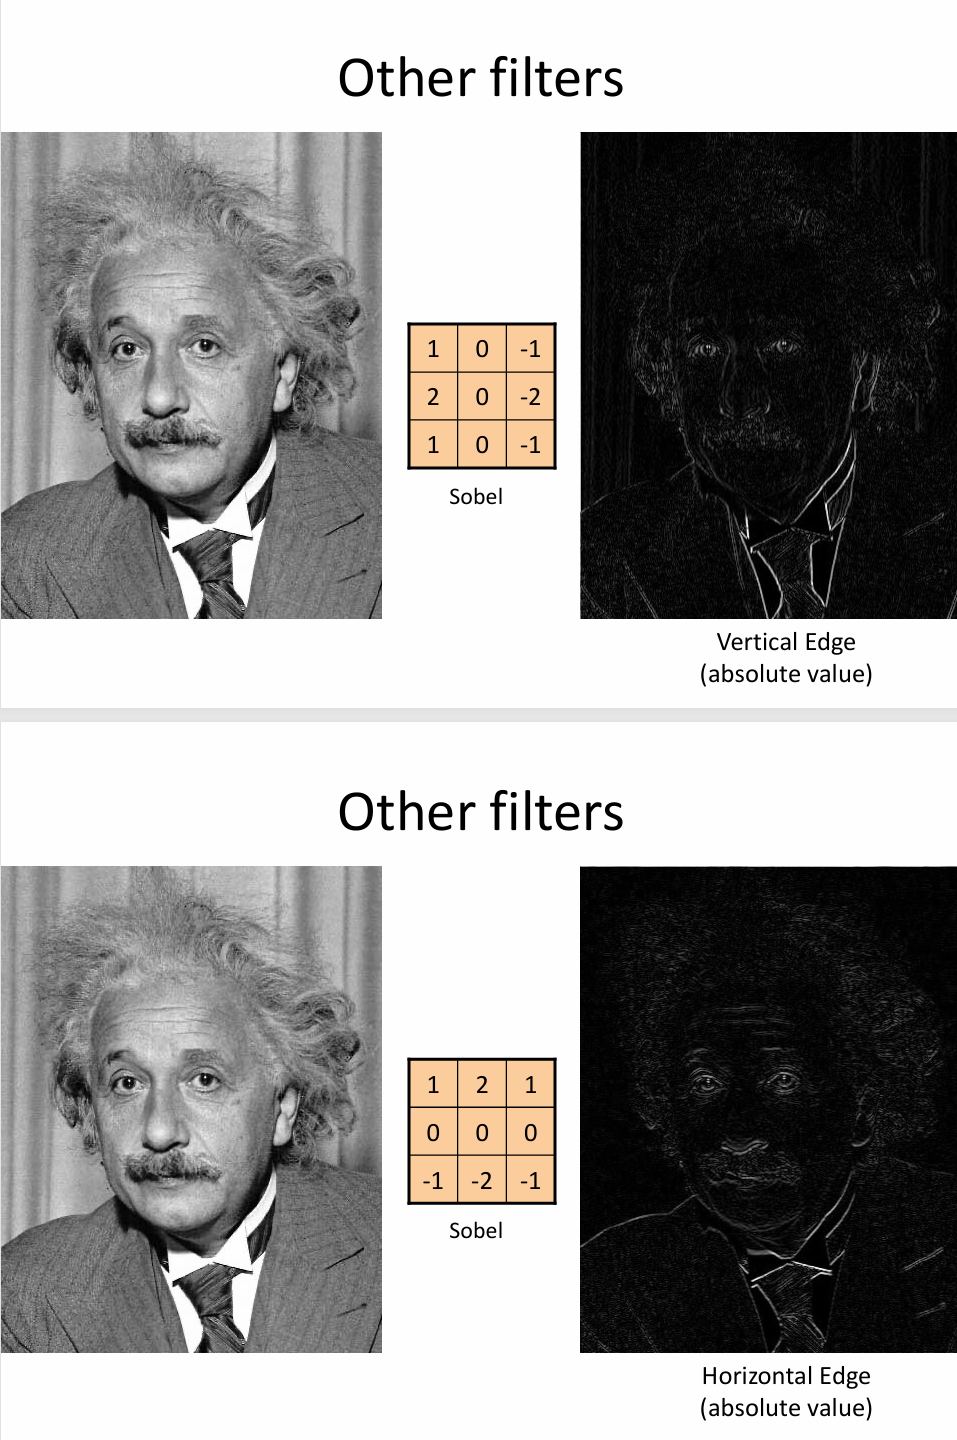 Other filters
1 0 -1
2 0 -2
1 0 -1
Sobel
Vertical Edge
(absolute value)
Other filters
1 2 1
0 0 0
-1 -2 -1
Sobel
Horizontal Edge
(absolute value)